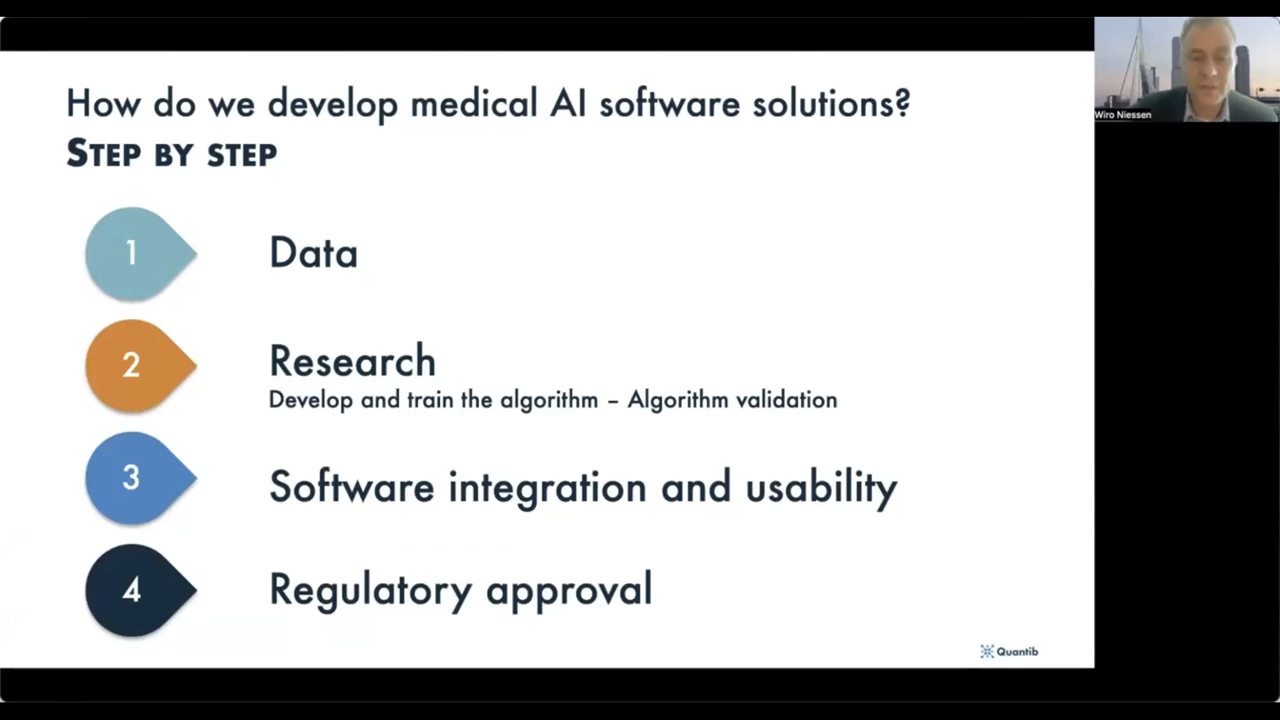 How do we develop medical AI software solutions?
STEP BY STEP
1
Data
2
Research
Develop and train the algorithm – Algorithm validation
3
Software integration and usability
4
Regulatory approval
Quantib
Wiro Niessen